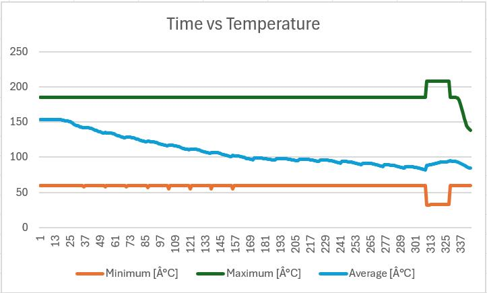 Time vs Temperature
250
200
150
100
50
0
1 13 25 37 49 61 73 85 97 109 121 133 145 157 169 181 193 205 217 229 241 253 265 277 289 301 313 325 337
Minimum [Â°C] Maximum [Â°C] Average [Â°C]